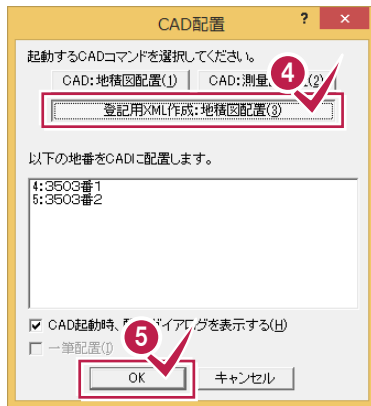 CAD配置
? ×
起動するCADコマンドを選択してください。
CAD:地積図配置(1) CAD:測量 (2)
4
登記用XML作成:地積図配置(3)
以下の地番をCADに配置します。
4:3503番1
5:3503番2
CAD起動時、 ダイアログを表示する(H)
一筆配置(I)
5
OK キャンセル